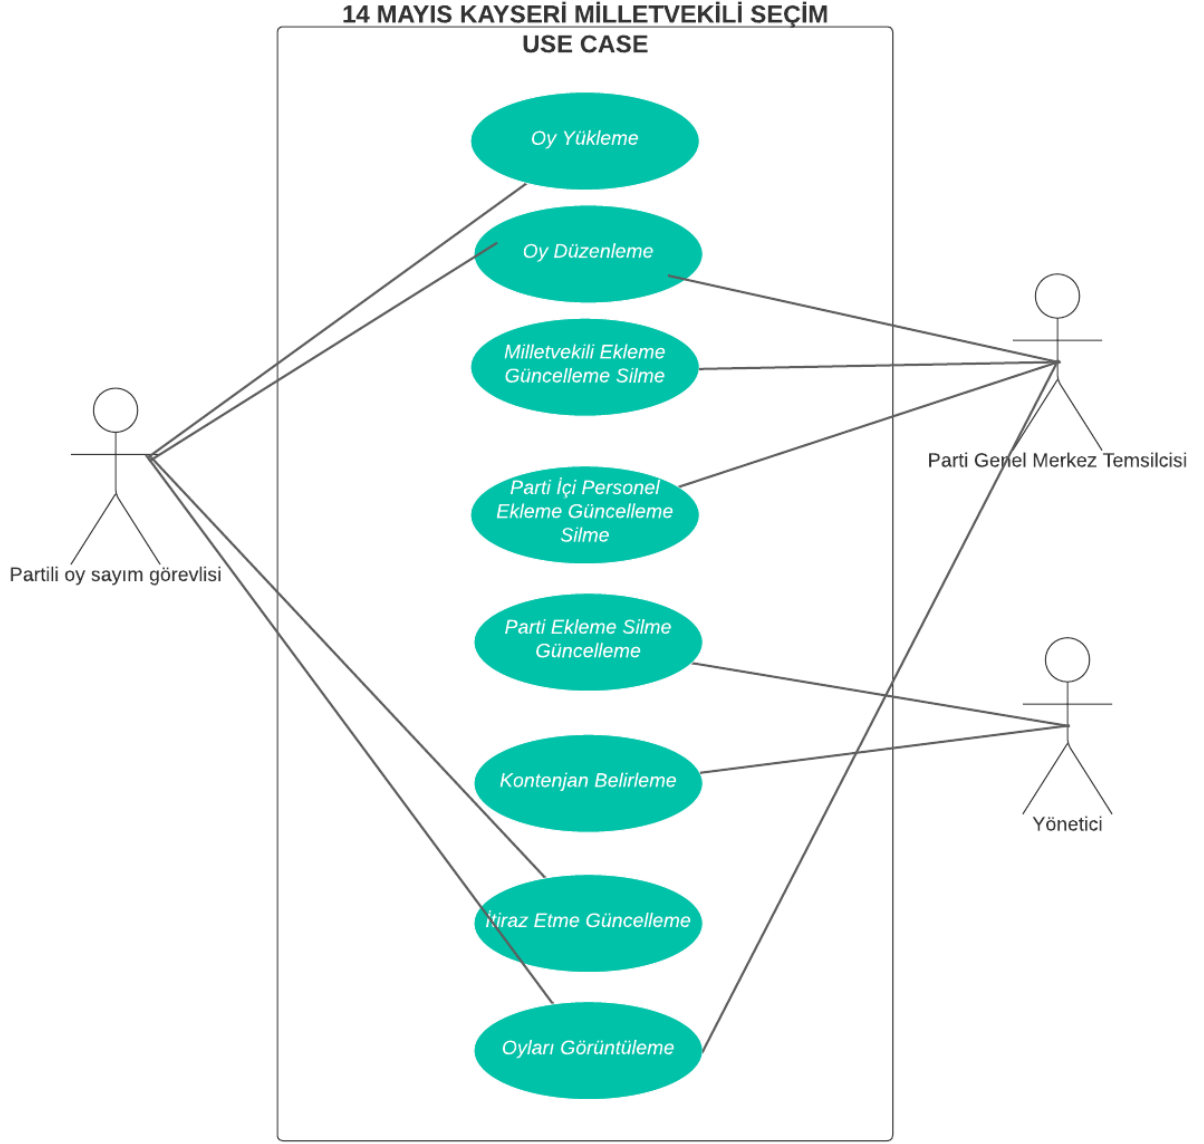 14 MAYIS KAYSERİ MİLLETVEKİLİ SEÇİM
USE CASE
Oy Yükleme
Oy Düzenleme
Milletvekili Ekleme
Güncelleme Silme
Parti Genel Merkez Temsilcisi
Parti İçi Personel
Ekleme Güncelleme
Silme
Partili oy sayım görevlisi
Parti Ekleme Silme
Güncelleme
Kontenjan Belirleme
Yönetici
İtiraz Etme Güncelleme
Oyları Görüntüleme